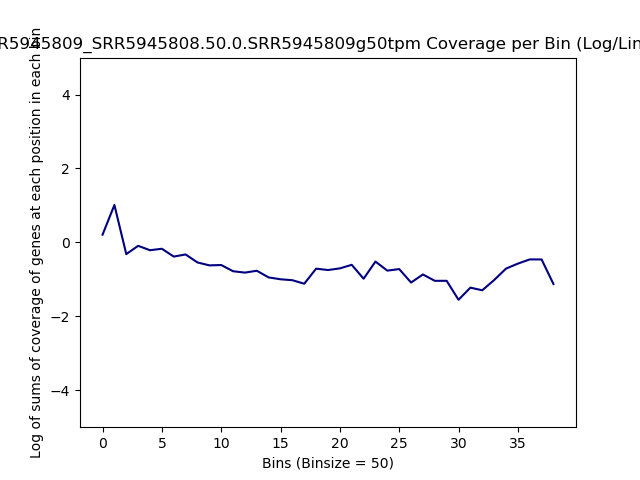 R5945809_SRR5945808.50.0.SRR5945809g50tpm Coverage per Bin (Log/Lin
Log of sums of coverage of genes at each position in each bin
4
2
0
−2
−4
0 5 10 15 20 25 30 35
Bins (Binsize = 50)